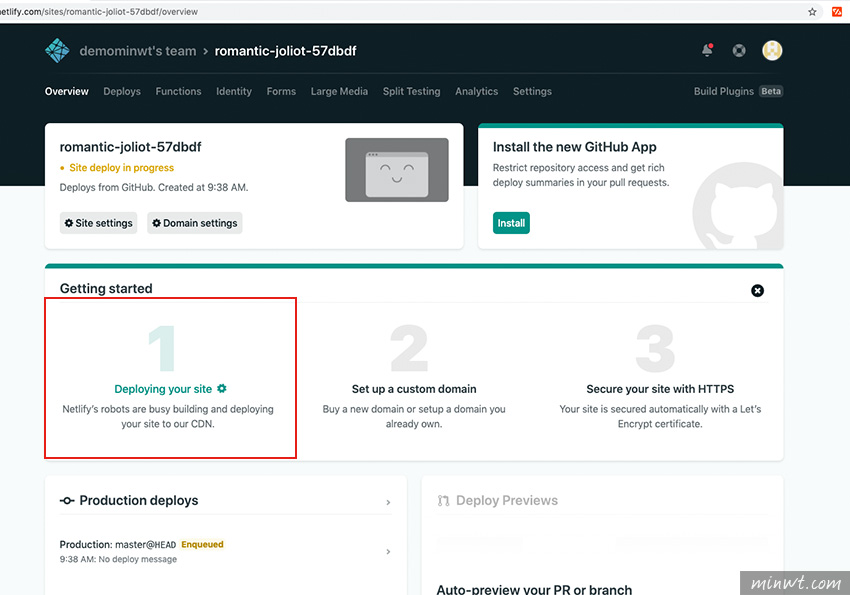 etlify.com/sites/romantic-joliot-57dbdf/overview
demominwt's team > romantic-joliot-57dbdf
Overview Deploys Functions Identity Forms Large Media Split Testing Analytics Settings Build Plugins Beta
romantic-joliot-57dbdf
Site deploy in progress
Deploys from GitHub. Created at 9:38 AM.
Site settings Domain settings
Install the new GitHub App
Restrict repository access and get rich
deploy summaries in your pull requests.
Install
Getting started
1
Deploying your site
Netlify's robots are busy building and deploying
your site to our CDN.
2
Set up a custom domain
Buy a new domain or setup a domain you
already own.
3
Secure your site with HTTPS
Your site is secured automatically with a Let's
Encrypt certificate.
Production deploys
Production: master@HEAD Enqueued
9:38 AM: No deploy message
Deploy Previews
Auto-preview your PR or branch
minwt.com